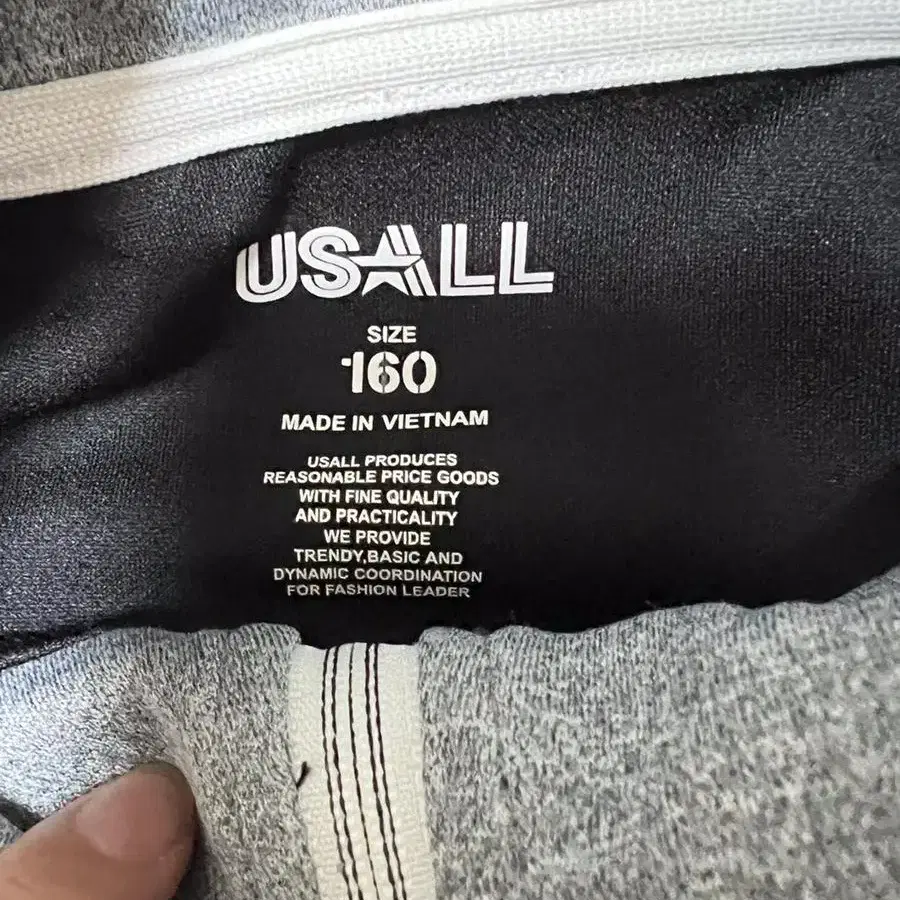 USALL
SIZE
160
MADE IN VIETNAM
USALL PRODUCES
REASONABLE PRICE GOODS
WITH FINE QUALITY
AND PRACTICALITY
WE PROVIDE
TRENDY,BASIC AND
DYNAMIC COORDINATION
FOR FASHION LEADER